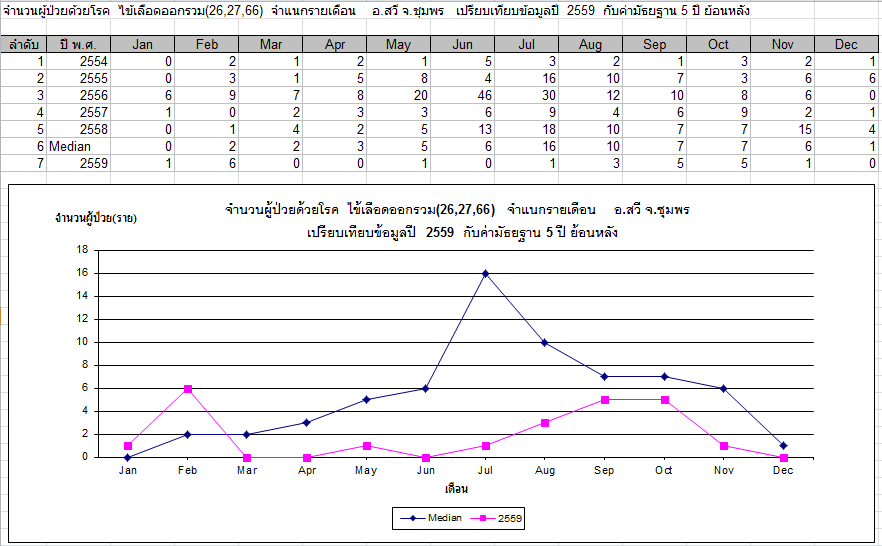 จำนวนผู้ป่วยด้วยโรค ไข้เลือดออกรวม(26,27,66) จำแนกรายเดือน อ.สวี จ.ชุมพร เปรียบเทียบข้อมูลปี 2559 กับค่ามัธยฐาน 5 ปี ย้อนหลัง
ลำดับ ปี พ.ศ. Jan Feb Mar Apr May Jun Jul Aug Sep Oct Nov Dec
1 2554 0 2 1 2 1 5 3 2 1 3 2 1
2 2555 0 3 1 5 8 4 16 10 7 3 6 6
3 2556 6 9 7 8 20 46 30 12 10 8 6 0
4 2557 1 0 2 3 3 6 9 4 6 9 2 1
5 2558 0 1 4 2 5 13 18 10 7 7 15 4
6 Median 0 2 2 3 5 6 16 10 7 7 6 1
7 2559 1 6 0 0 1 0 1 3 5 5 1 0
จำนวนผู้ป่วยด้วยโรค ไข้เลือดออกรวม(26,27,66) จำแนกรายเดือน อ.สวี จ.ชุมพร
จำนวนผู้ป่วย(ราย)
เปรียบเทียบข้อมูลปี 2559 กับค่ามัธยฐาน 5 ปี ย้อนหลัง
18
16
14
12
10
8
6
4
2
0
Jan Feb Mar Apr May Jun Jul Aug Sep Oct Nov Dec
เดือน
Median 2559